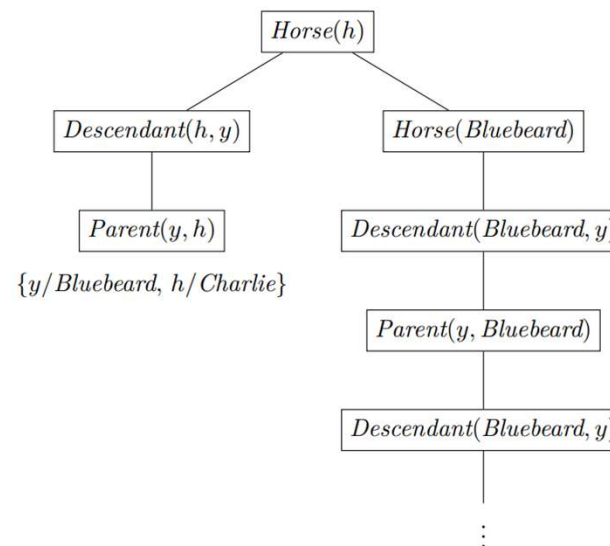 Horse(h)
Descendant(h, y)
Horse(Bluebeard)
Parent(y, h)
Descendant(Bluebeard, y)
{y/Bluebeard, h/Charlie}
Parent(y, Bluebeard)
Descendant(Bluebeard, y)
⋮